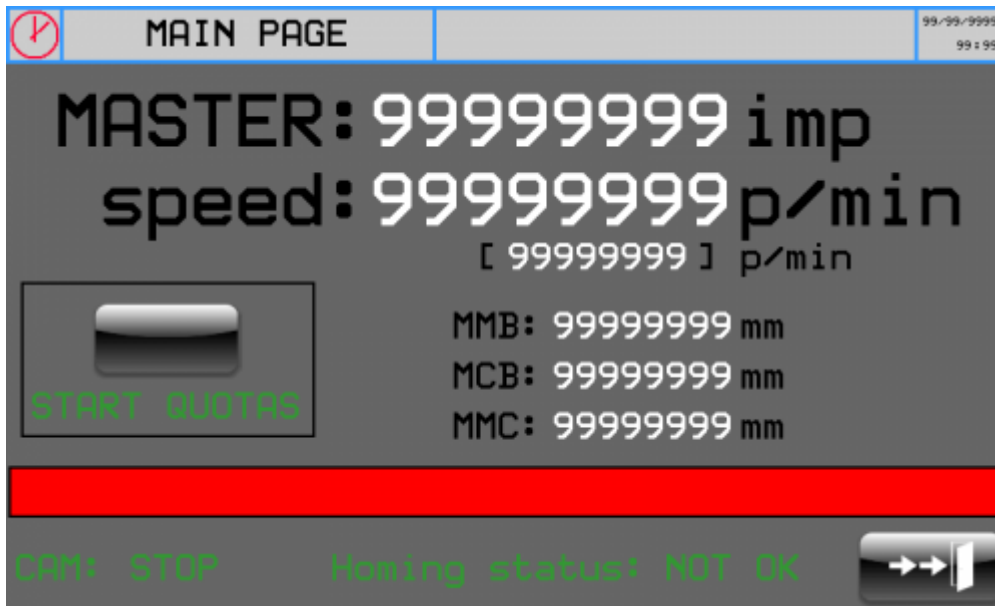 MAIN PAGE
99/99/9999
99:99
MASTER: 99999999 imp
speed: 99999999 p/min
[ 99999999 ] p/min
MMB: 99999999 mm
MCB: 99999999 mm
MMC: 99999999 mm
START QUOTAS
CAM: STOP Homing status: NOT OK